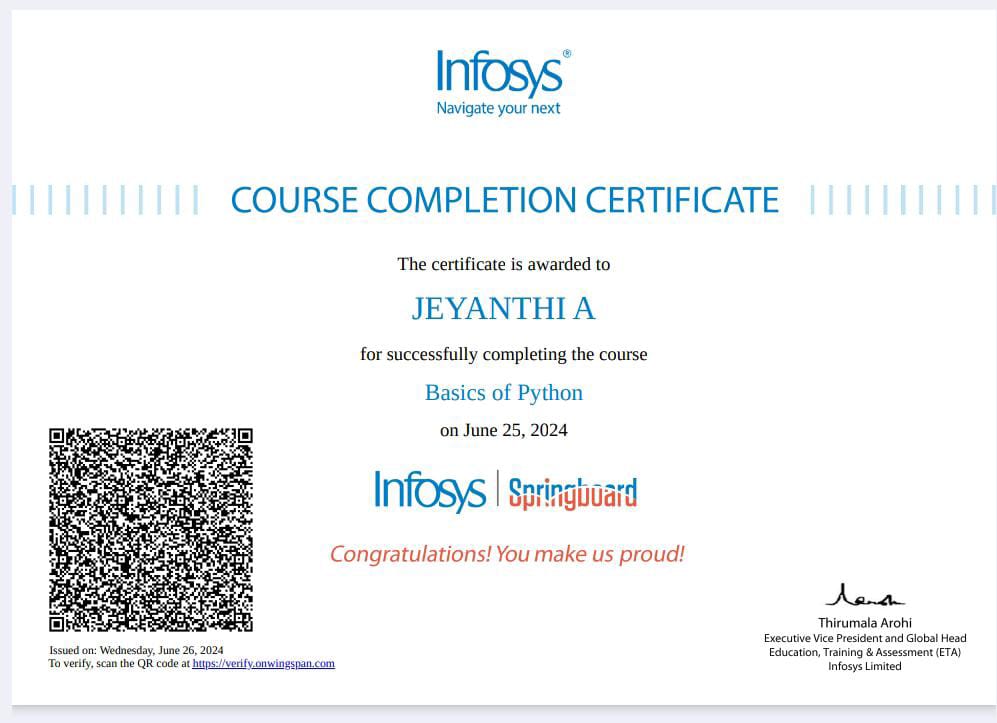 Infosys®
Navigate your next
COURSE COMPLETION CERTIFICATE
The certificate is awarded to
JEYANTHI A
for successfully completing the course
Basics of Python
on June 25, 2024
Infosys | Springboard
Congratulations! You make us proud!
Issued on: Wednesday, June 26, 2024
To verify, scan the QR code at https://verify.onwingspan.com
Thirumala Arohi
Executive Vice President and Global Head
Education, Training & Assessment (ETA)
Infosys Limited